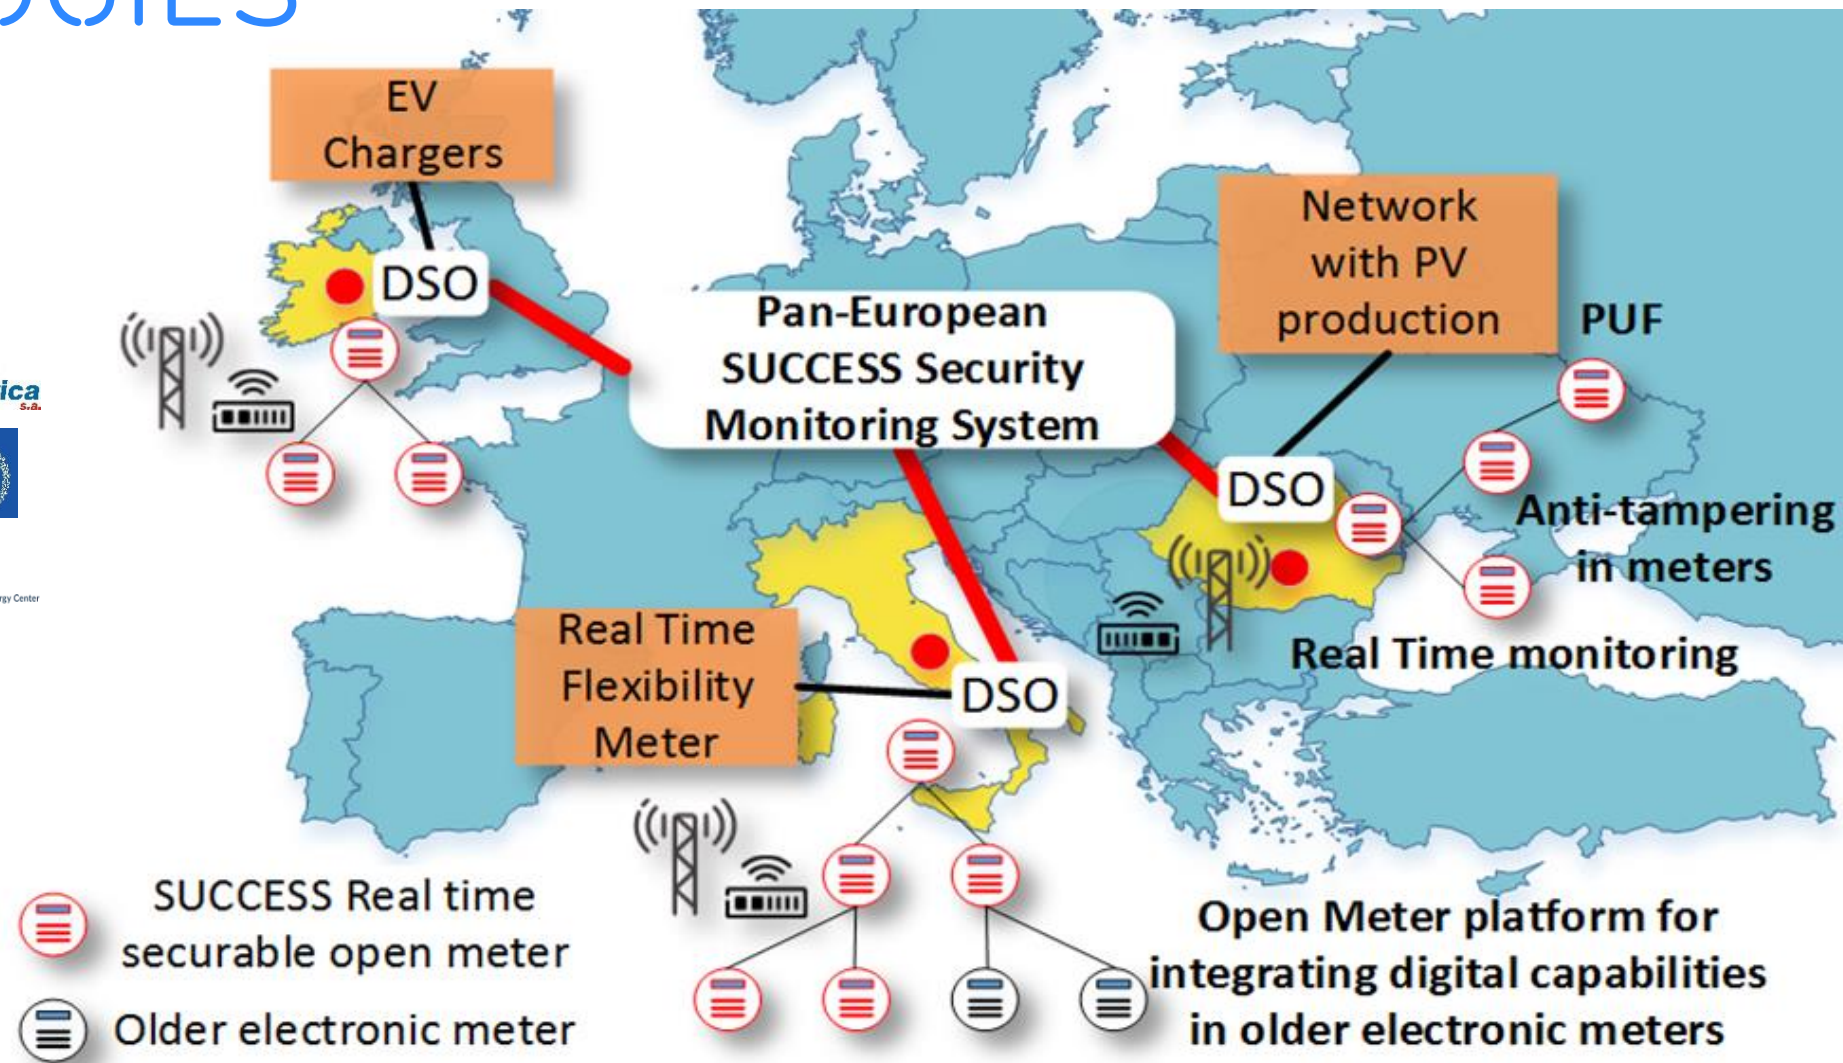 EV
Chargers
DSO
Network
with PV
production
PUF
Pan-European
SUCCESS Security
Monitoring System
ica
s.a.
DSO
Anti-tampering
in meters
rgy Center
Real Time
Flexibility
Meter
Real Time monitoring
DSO
SUCCESS Real time
securable open meter
Older electronic meter
Open Meter platform for
integrating digital capabilities
in older electronic meters